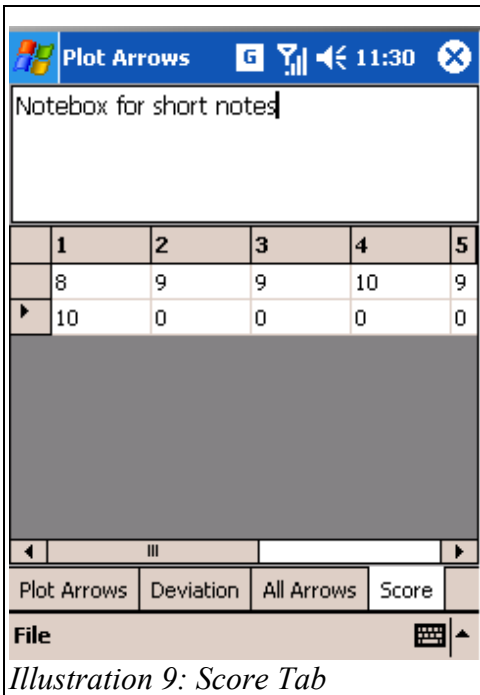 Plot Arrows G 11:30
Notebox for short notes
1 2 3 4 5
8 9 9 10 9
10 0 0 0 0
Plot Arrows Deviation All Arrows Score
File
Illustration 9: Score Tab